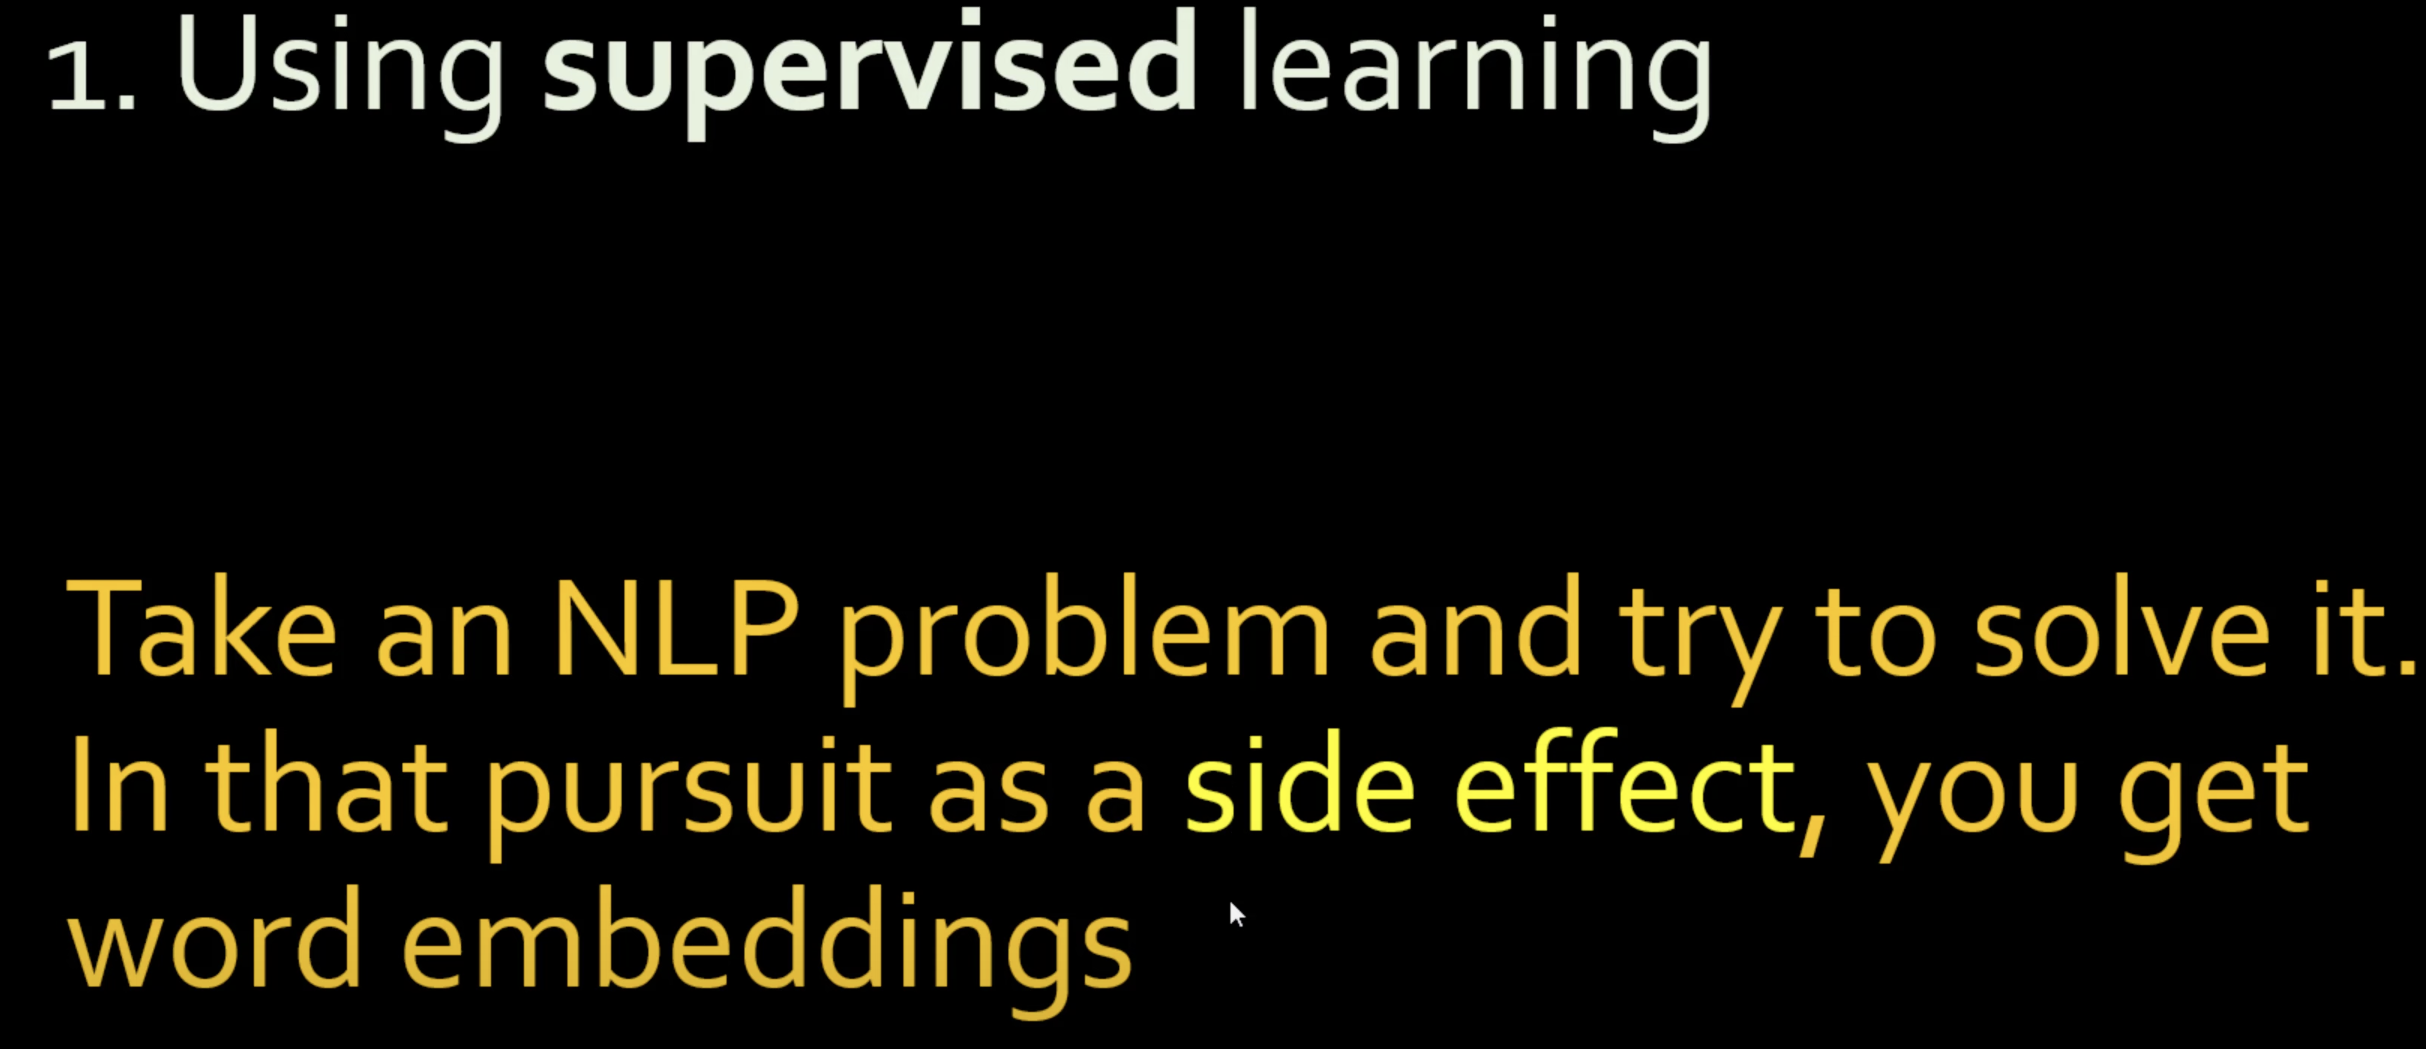 1. Using supervised learning
Take an NLP problem and try to solve it.
In that pursuit as a side effect, you get
word embeddings